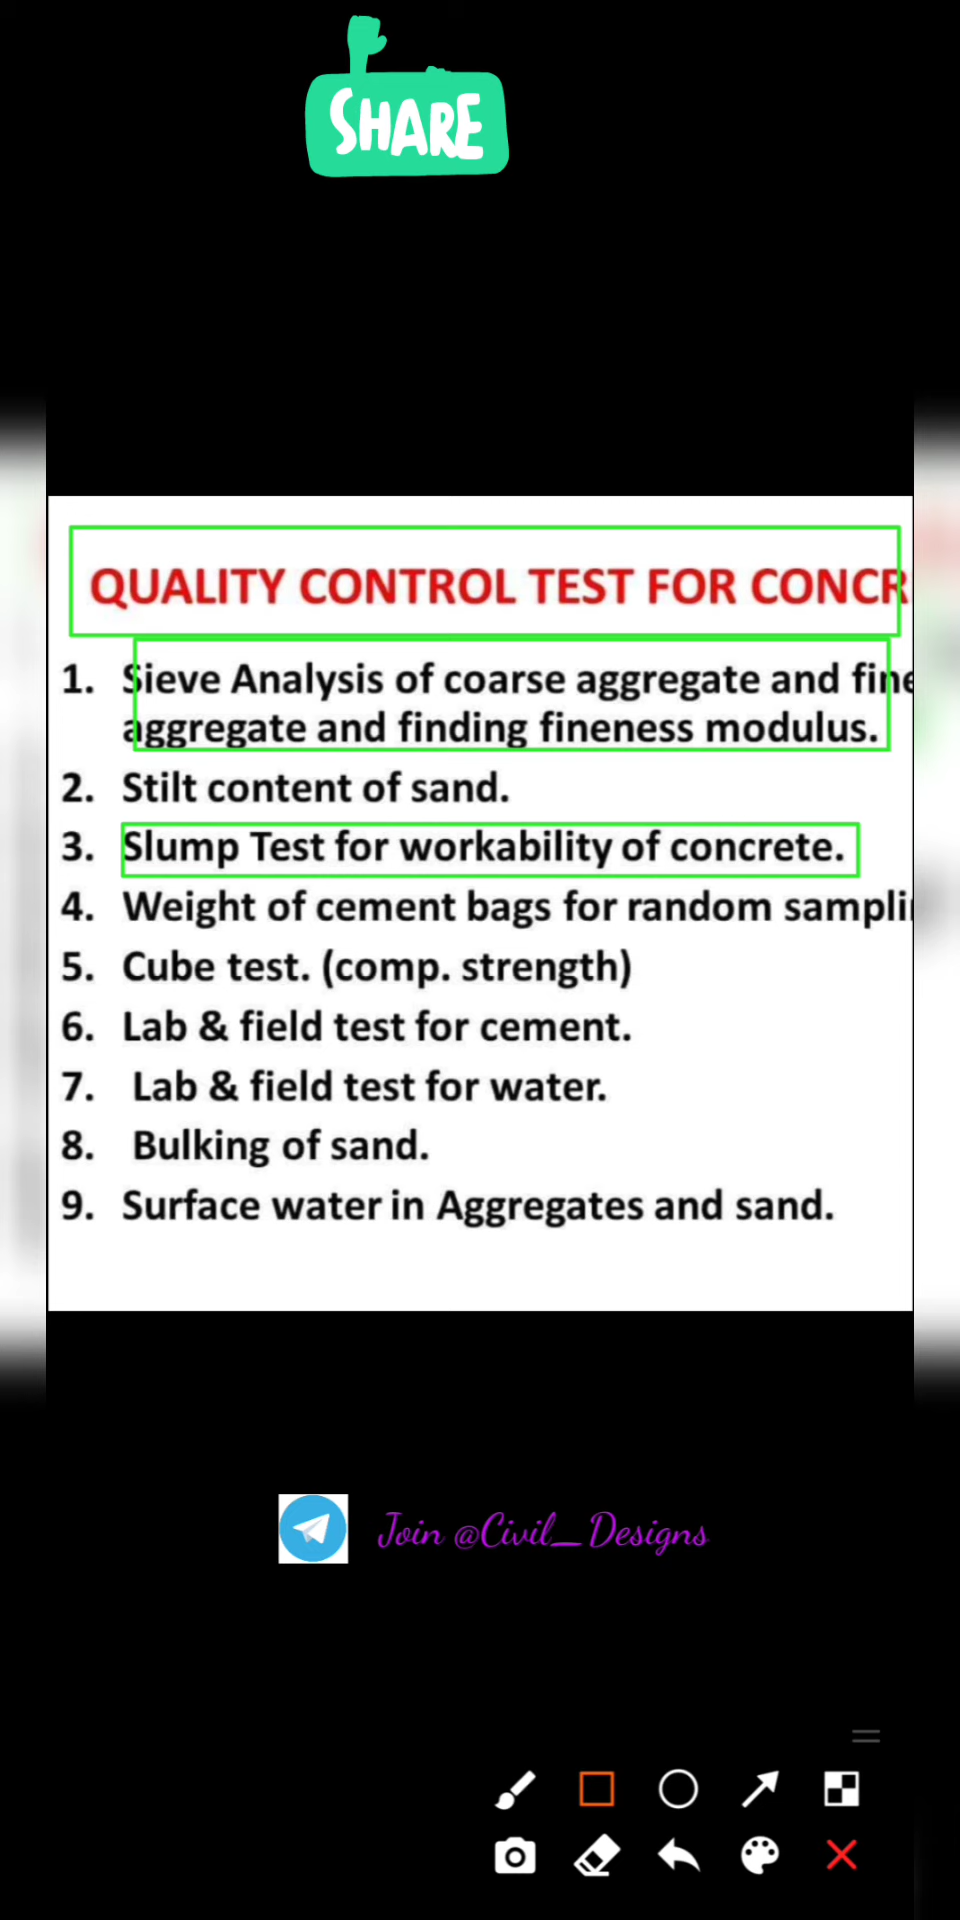 SHARE
QUALITY CONTROL TEST FOR CONCR
1. Sieve Analysis of coarse aggregate and fine
aggregate and finding fineness modulus.
2. Stilt content of sand.
3. Slump Test for workability of concrete.
4. Weight of cement bags for random sampli
5. Cube test. (comp. strength)
6. Lab & field test for cement.
7. Lab & field test for water.
8. Bulking of sand.
9. Surface water in Aggregates and sand.
Join @Civil_Designs